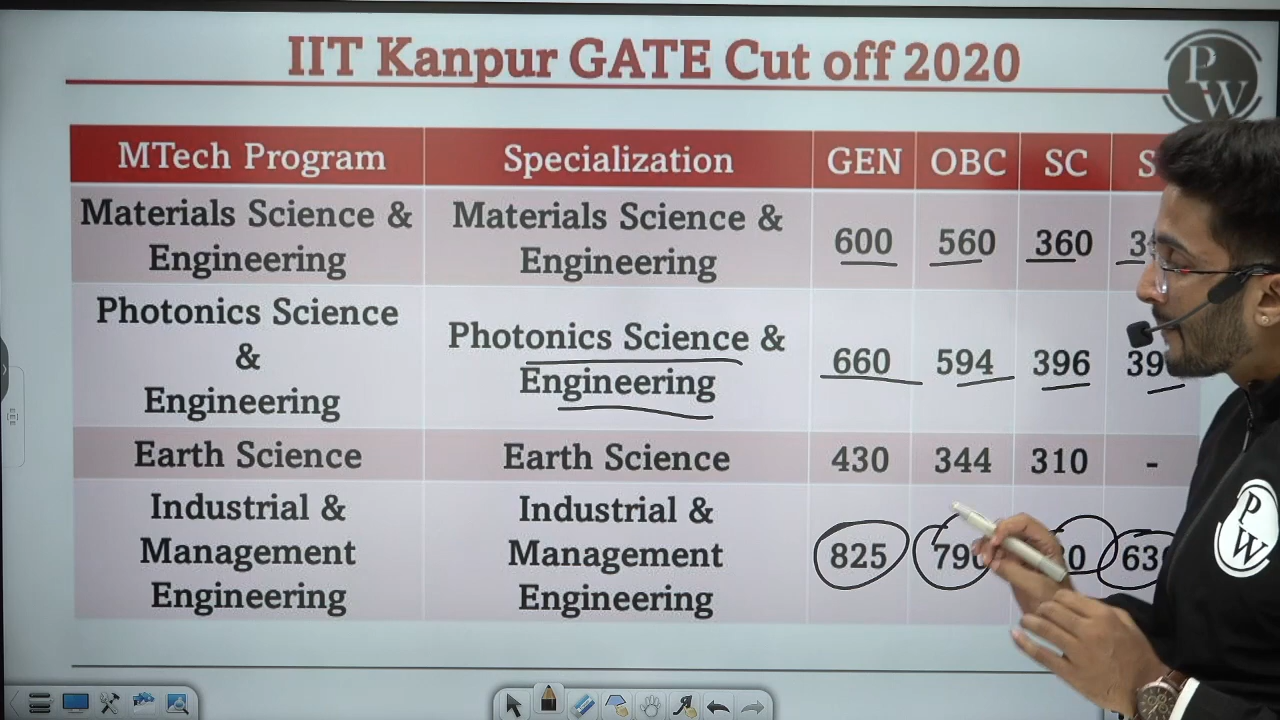 IIT Kanpur GATE Cut off 2020
P
W
MTech Program Specialization GEN OBC SC
Materials Science &
Engineering
Materials Science &
Engineering
600 560 360
Photonics Science
&
Engineering
Photonics Science &
Engineering
660 594 396
Earth Science Earth Science 430 344 310 -
Industrial &
Management
Engineering
Industrial &
Management
Engineering
825
P
W